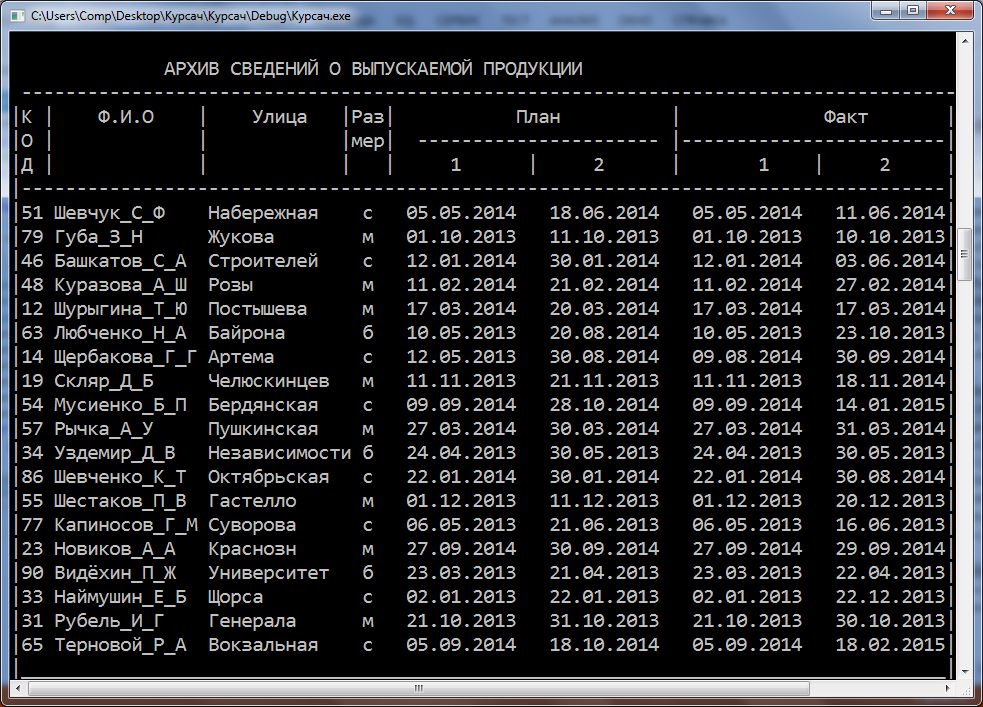 C:\Users\Comp\Desktop\Курсач\Курсач\Debug\Курсач.exe
АРХИВ СВЕДЕНИЙ О ВЫПУСКАЕМОЙ ПРОДУКЦИИ
-------------------------------------------------------------------------------------
|К | Ф.И.О | Улица |Раз| План | Факт |
|О | | |мер| ---------------------- |------------------------|
|Д | | | | 1 | 2 | 1 | 2 |
|------------------------------------------------------------------------------------|
|51 Шевчук_С_Ф Набережная с 05.05.2014 18.06.2014 05.05.2014 11.06.2014|
|79 Губа_З_Н Жукова м 01.10.2013 11.10.2013 01.10.2013 10.10.2013|
|46 Башкатов_С_А Строителей с 12.01.2014 30.01.2014 12.01.2014 03.06.2014|
|48 Куразова_А_Ш Розы м 11.02.2014 21.02.2014 11.02.2014 27.02.2014|
|12 Шурыгина_Т_Ю Постышева м 17.03.2014 20.03.2014 17.03.2014 17.03.2014|
|63 Любченко_Н_А Байрона б 10.05.2013 20.08.2014 10.05.2013 23.10.2013|
|14 Щербакова_Г_Г Артема с 12.05.2013 30.08.2014 09.08.2014 30.09.2014|
|19 Скляр_Д_Б Челюскинцев м 11.11.2013 21.11.2013 11.11.2013 18.11.2014|
|54 Мусиенко_Б_П Бердянская с 09.09.2014 28.10.2014 09.09.2014 14.01.2015|
|57 Рычка_А_У Пушкинская м 27.03.2014 30.03.2014 27.03.2014 31.03.2014|
|34 Уздемир_Д_В Независимости б 24.04.2013 30.05.2013 24.04.2013 30.05.2013|
|86 Шевченко_К_Т Октябрьская с 22.01.2014 30.01.2014 22.01.2014 30.08.2014|
|55 Шестаков_П_В Гастелло м 01.12.2013 11.12.2013 01.12.2013 20.12.2013|
|77 Капиносов_Г_М Суворова с 06.05.2013 21.06.2013 06.05.2013 16.06.2013|
|23 Новиков_А_А Краснозн м 27.09.2014 30.09.2014 27.09.2014 29.09.2014|
|90 Видёхин_П_Ж Университет б 23.03.2013 21.04.2013 23.03.2013 22.04.2013|
|33 Наймушин_Е_Б Щорса с 02.01.2013 22.01.2013 02.01.2013 22.12.2013|
|31 Рубель_И_Г Генерала м 21.10.2013 31.10.2013 21.10.2013 30.10.2013|
|65 Терновой_Р_А Вокзальная с 05.09.2014 18.10.2014 05.09.2014 18.02.2015|